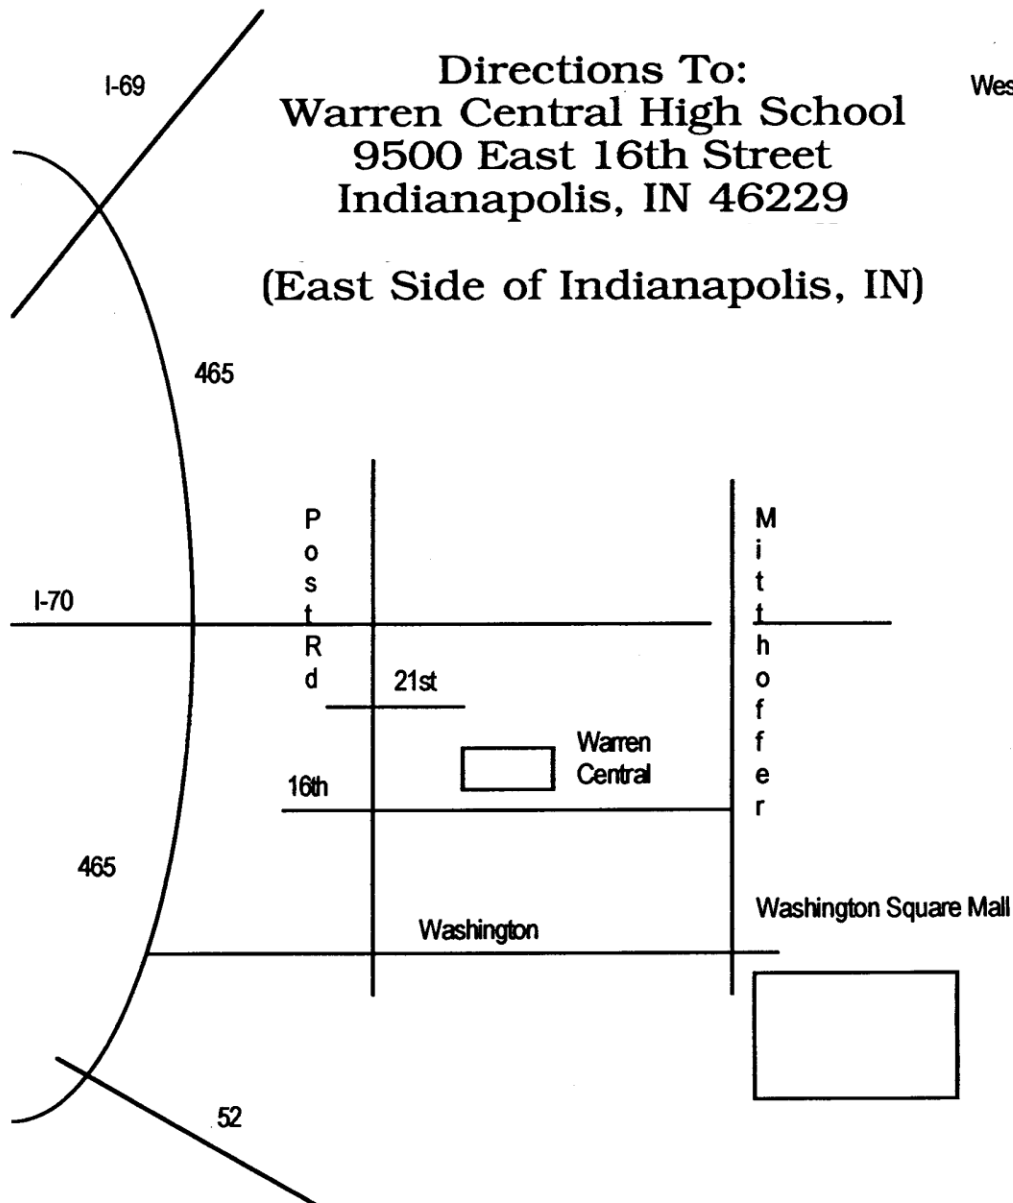 Directions To:
Warren Central High School
9500 East 16th Street
Indianapolis, IN 46229
(East Side of Indianapolis, IN)
I-69
465
Post Rd
Mitthoffer
I-70
21st
Warren
Central
16th
465
Washington
Washington Square Mall
52